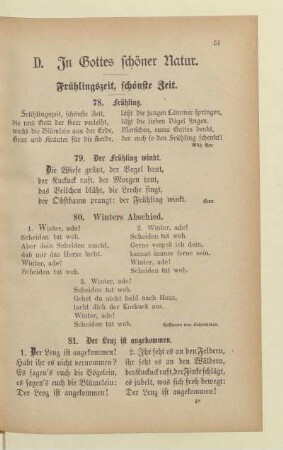 51
D. In Gottes schöner Natur.
Frühlingszeit, schönste Zeit.
78. Frühling.
Frühlingszeit, schönste Zeit,
die uns Gott der Herr verleiht,
weckt die Blümlein aus der Erde,
Gras und Kräuter für die Herde,
läßt die jungen Lämmer springen,
läßt die lieben Vögel singen,
Menschen, eures Gottes denkt,
der euch so den Frühling schenkt!
Wilh. Hey.
79. Der Frühling winkt.
Die Wiese grünt, der Vogel baut,
der Kuckuck ruft, der Morgen taut,
das Veilchen blüht, die Lerche singt,
der Obstbaum prangt: der Frühling winkt.
80. Winters Abschied.
1. Winter, ade!
Scheiden tut weh.
Aber dein Scheiden macht,
daß mir das Herze lacht.
Winter, ade!
Scheiden tut weh.
2. Winter, ade!
Scheiden tut weh.
Gerne vergeß ich dein,
kannst immer ferne sein.
Winter, ade!
Scheiden tut weh.
3. Winter, ade!
Scheiden tut weh.
Gehst du nicht bald nach Haus,
lacht dich der Kuckuck aus.
Winter, ade!
Scheiden tut weh.
Hoffmann von Fallersleben.
81. Der Lenz ist angekommen.
1. Der Lenz ist angekommen!
Habt ihr es nicht vernommen?
Es sagen's euch die Vögelein,
es sagen's euch die Blümelein:
Der Lenz ist angekommen!
2. Ihr seht es an den Feldern,
ihr seht es an den Wäldern,
der Kuckuck ruft, der Finke schlägt,
es jubelt, was sich froh bewegt:
Der Lenz ist angekommen!
4*